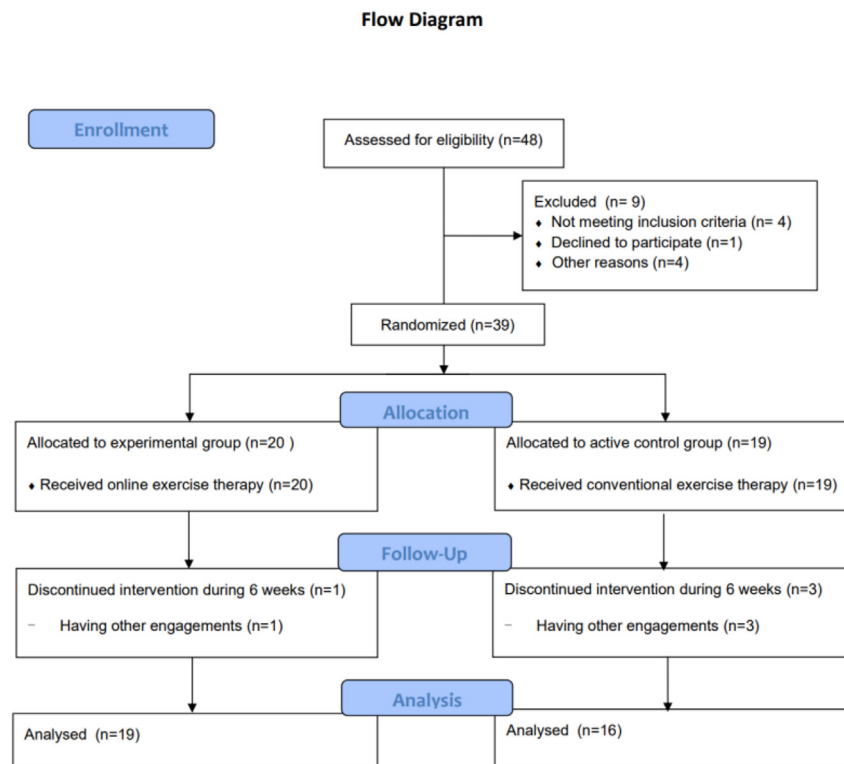 Flow Diagram
Enrollment
Assessed for eligibility (n=48)
Excluded (n= 9)
♦ Not meeting inclusion criteria (n= 4)
♦ Declined to participate (n=1)
♦ Other reasons (n=4)
Randomized (n=39)
Allocation
Allocated to experimental group (n=20 )
♦ Received online exercise therapy (n=20)
Allocated to active control group (n=19)
♦ Received conventional exercise therapy (n=19)
Follow-Up
Discontinued intervention during 6 weeks (n=1)
− Having other engagements (n=1)
Discontinued intervention during 6 weeks (n=3)
− Having other engagements (n=3)
Analysis
Analysed (n=19)
Analysed (n=16)